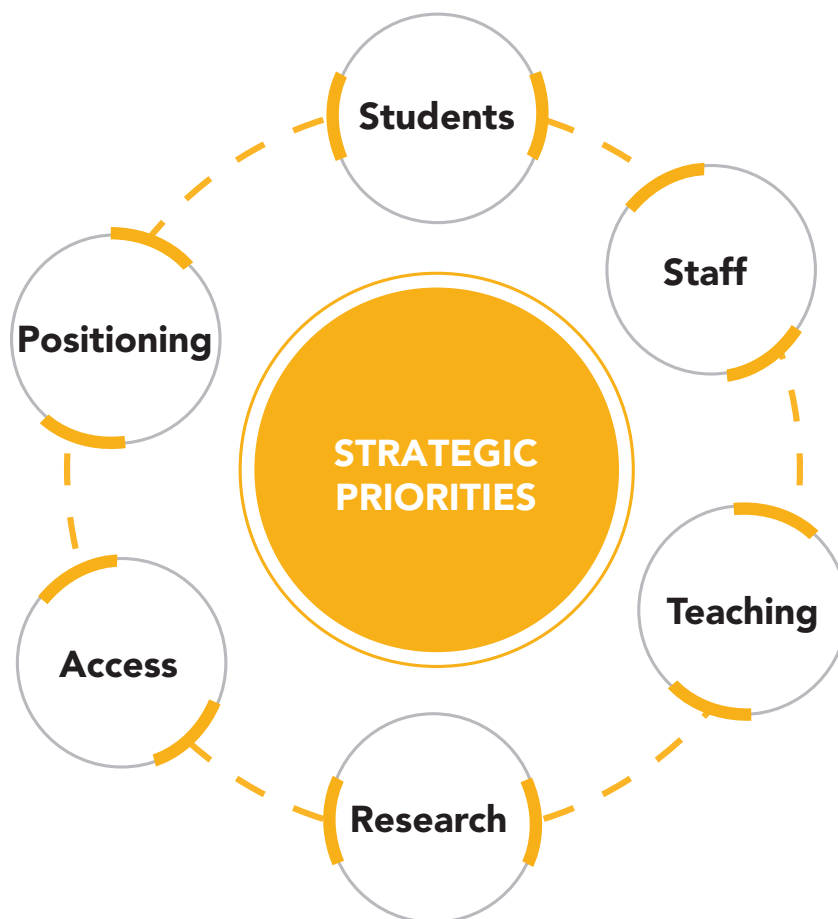 Students
Staff
Positioning
STRATEGIC
PRIORITIES
Teaching
Access
Research